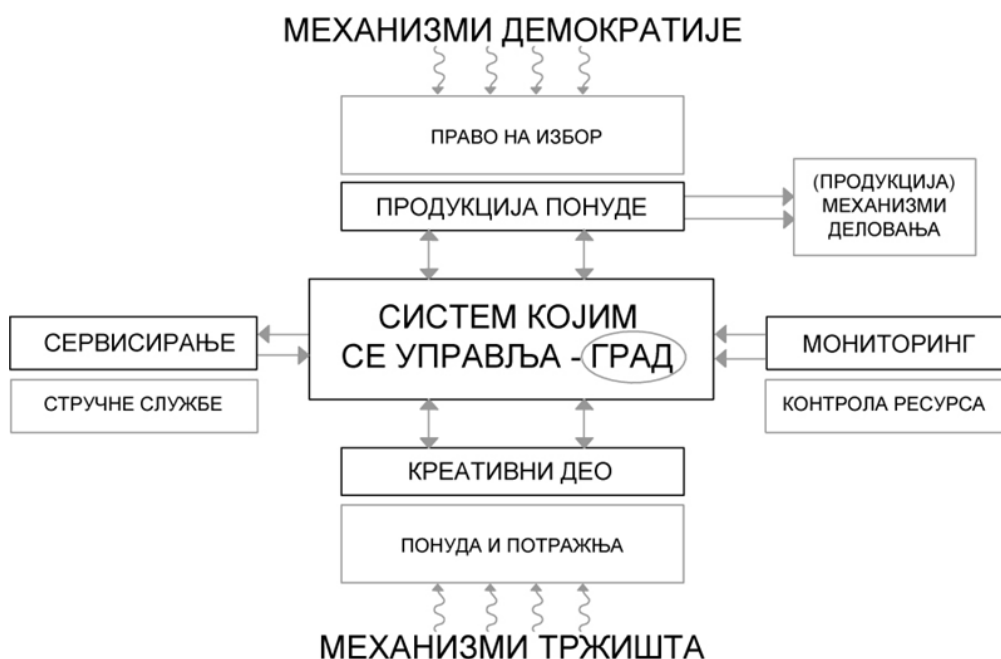 МЕХАНИЗМИ ДЕМОКРАТИЈЕ
ПРАВО НА ИЗБОР
ПРОДУКЦИЈА ПОНУДЕ
(ПРОДУКЦИЈА)
МЕХАНИЗМИ
ДЕЛОВАЊА
СИСТЕМ КОЈИМ
СЕ УПРАВЉА - ГРАД
СЕРВИСИРАЊЕ
СТРУЧНЕ СЛУЖБЕ
МОНИТОРИНГ
КОНТРОЛА РЕСУРСА
КРЕАТИВНИ ДЕО
ПОНУДА И ПОТРАЖЊА
МЕХАНИЗМИ ТРЖИШТА